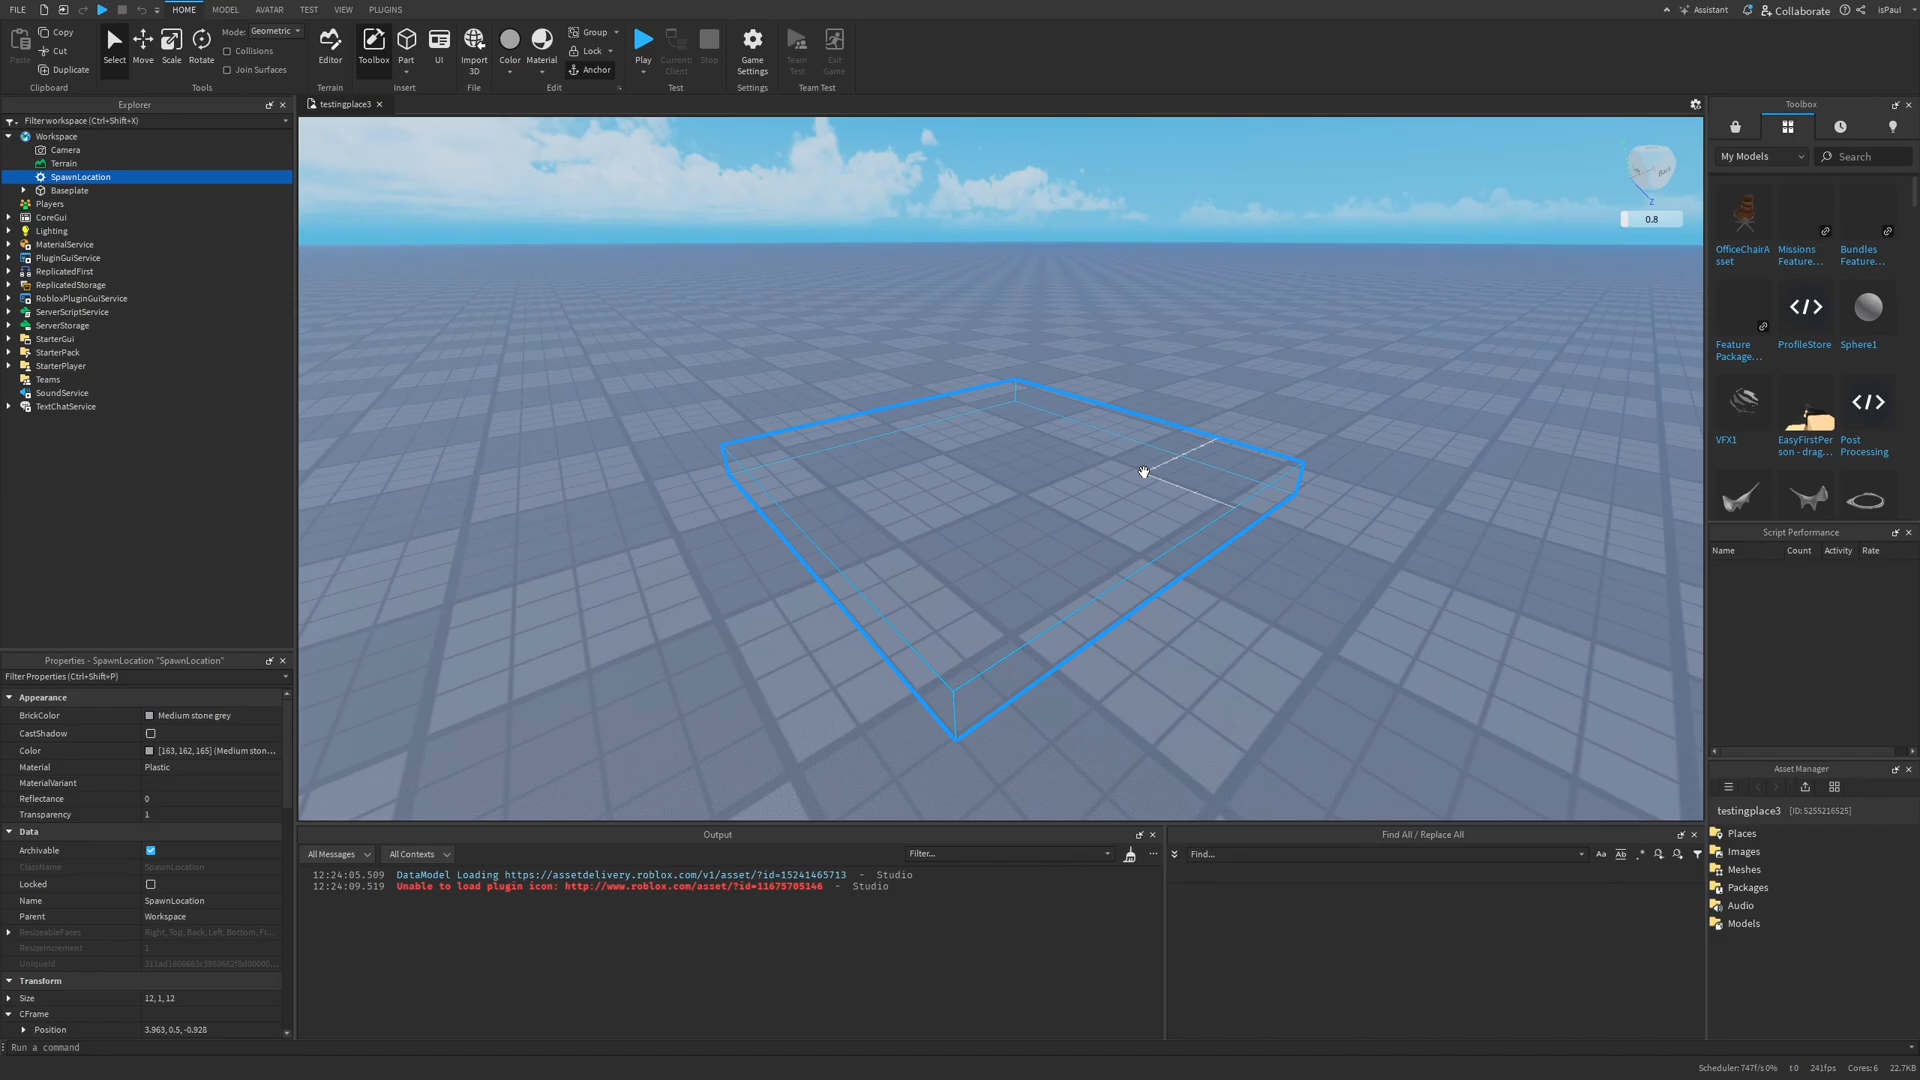 FILE HOME MODEL AVATAR TEST VIEW PLUGINS Assistant Collaborate isPaul
Paste Copy Cut Duplicate
Clipboard
Select Move Scale Rotate
Mode: Geometric
Collisions
Join Surfaces
Tools
Editor
Terrain
Toolbox Part UI
Insert
Import 3D
File
Color Material
Group
Lock
Anchor
Edit
Play Current: Client Stop
Test
Game Settings
Settings
Team Test Exit Game
Team Test
Explorer
Filter workspace (Ctrl+Shift+X)
Workspace
Camera
Terrain
SpawnLocation
Baseplate
Players
CoreGui
Lighting
MaterialService
PluginGuiService
ReplicatedFirst
ReplicatedStorage
RobloxPluginGuiService
ServerScriptService
ServerStorage
StarterGui
StarterPack
StarterPlayer
Teams
SoundService
TextChatService
Properties - SpawnLocation "SpawnLocation"
Filter Properties (Ctrl+Shift+P)
Appearance
BrickColor Medium stone grey
CastShadow
Color [163, 162, 165] (Medium ston...
Material Plastic
MaterialVariant
Reflectance 0
Transparency 1
Data
Archivable
ClassName SpawnLocation
Locked
Name SpawnLocation
Parent Workspace
ResizeableFaces Right, Top, Back, Left, Bottom, Fr...
ResizeIncrement 1
UniqueId
Transform
Size 12, 1, 12
CFrame
Position 3.963, 0.5, -0.928
Run a command
testingplace3
Back
Z
0.8
Output
All Messages All Contexts Filter...
12:24:05.509 DataModel Loading https://assetdelivery.roblox.com/v1/asset/?id=15241465713 - Studio
12:24:09.519 Unable to load plugin icon: http://www.roblox.com/asset/?id=11675705146 - Studio
Find All / Replace All
Find...
Aa Ab .*
Toolbox
My Models Search
OfficeChairA sset
Missions Feature...
Bundles Feature...
Feature Package...
ProfileStore
Sphere1
VFX1
EasyFirstPer son - drag...
Post Processing
Script Performance
Name Count Activity Rate
Asset Manager
testingplace3 [ID:5255216525]
Places
Images
Meshes
Packages
Audio
Models
Scheduler: 747f/s 0% t 0 241fps Cores: 6 22.7KB